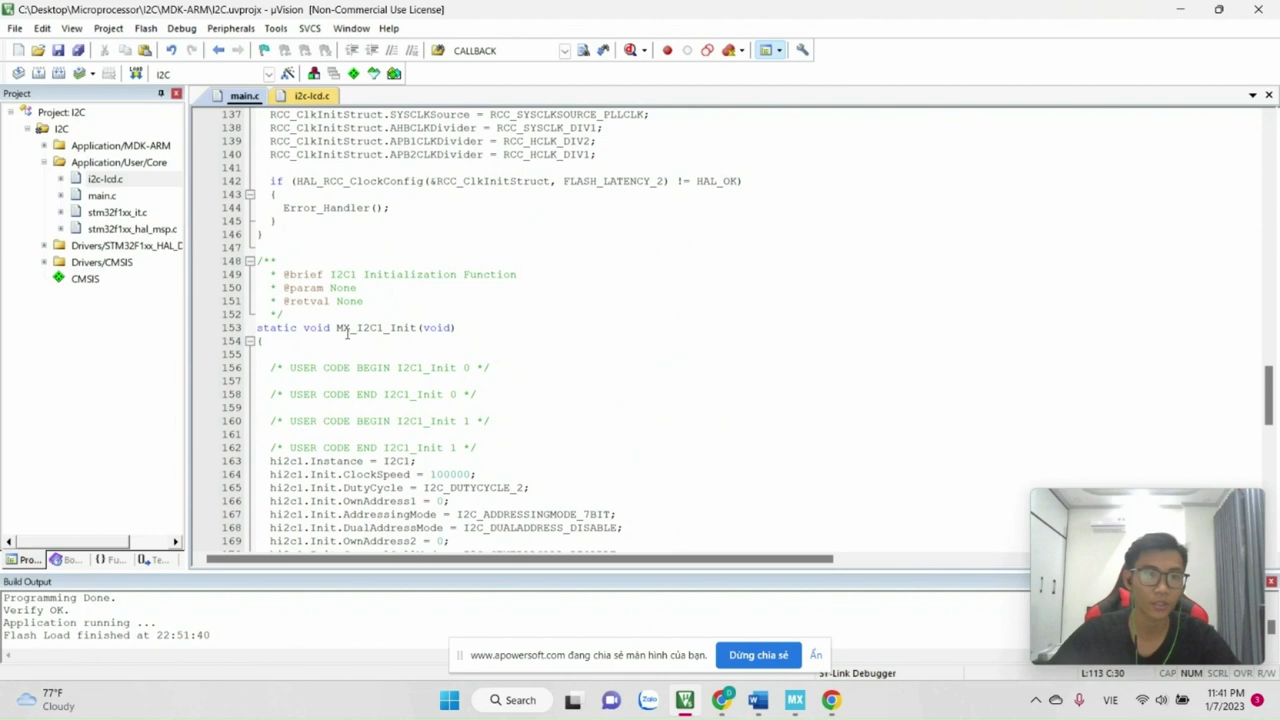 C:\Desktop\Microprocessor\I2C\MDK-ARM\I2C.uvprojx - µVision [Non-Commercial Use License]
File Edit View Project Flash Debug Peripherals Tools SVCS Window Help
CALLBACK
LOAD
I2C
Project
main.c
i2c-lcd.c
Project: I2C
I2C
Application/MDK-ARM
Application/User/Core
i2c-lcd.c
main.c
stm32f1xx_it.c
stm32f1xx_hal_msp.c
Drivers/STM32F1xx_HAL_D
Drivers/CMSIS
CMSIS
137 RCC_ClkInitStruct.SYSCLKSource = RCC_SYSCLKSOURCE_PLLCLK;
138 RCC_ClkInitStruct.AHBCLKDivider = RCC_SYSCLK_DIV1;
139 RCC_ClkInitStruct.APB1CLKDivider = RCC_HCLK_DIV2;
140 RCC_ClkInitStruct.APB2CLKDivider = RCC_HCLK_DIV1;
141
142 if (HAL_RCC_ClockConfig(&RCC_ClkInitStruct, FLASH_LATENCY_2) != HAL_OK)
143 {
144 Error_Handler();
145 }
146 }
147
148 /**
149 * @brief I2C1 Initialization Function
150 * @param None
151 * @retval None
152 */
153 static void MX_I2C1_Init(void)
154 {
155
156 /* USER CODE BEGIN I2C1_Init 0 */
157
158 /* USER CODE END I2C1_Init 0 */
159
160 /* USER CODE BEGIN I2C1_Init 1 */
161
162 /* USER CODE END I2C1_Init 1 */
163 hi2c1.Instance = I2C1;
164 hi2c1.Init.ClockSpeed = 100000;
165 hi2c1.Init.DutyCycle = I2C_DUTYCYCLE_2;
166 hi2c1.Init.OwnAddress1 = 0;
167 hi2c1.Init.AddressingMode = I2C_ADDRESSINGMODE_7BIT;
168 hi2c1.Init.DualAddressMode = I2C_DUALADDRESS_DISABLE;
169 hi2c1.Init.OwnAddress2 = 0;
Pro... Bo... {} Fu... Te...
Build Output
Programming Done.
Verify OK.
Application running ...
Flash Load finished at 22:51:40
www.apowersoft.com đang chia sẻ màn hình của bạn. Dừng chia sẻ Ẩn
ST-Link Debugger L:113 C:30 CAP NUM SCRL OVR R/W
77°F
Cloudy
Search
Zalo
MX
VIE
11:41 PM
1/7/2023
3